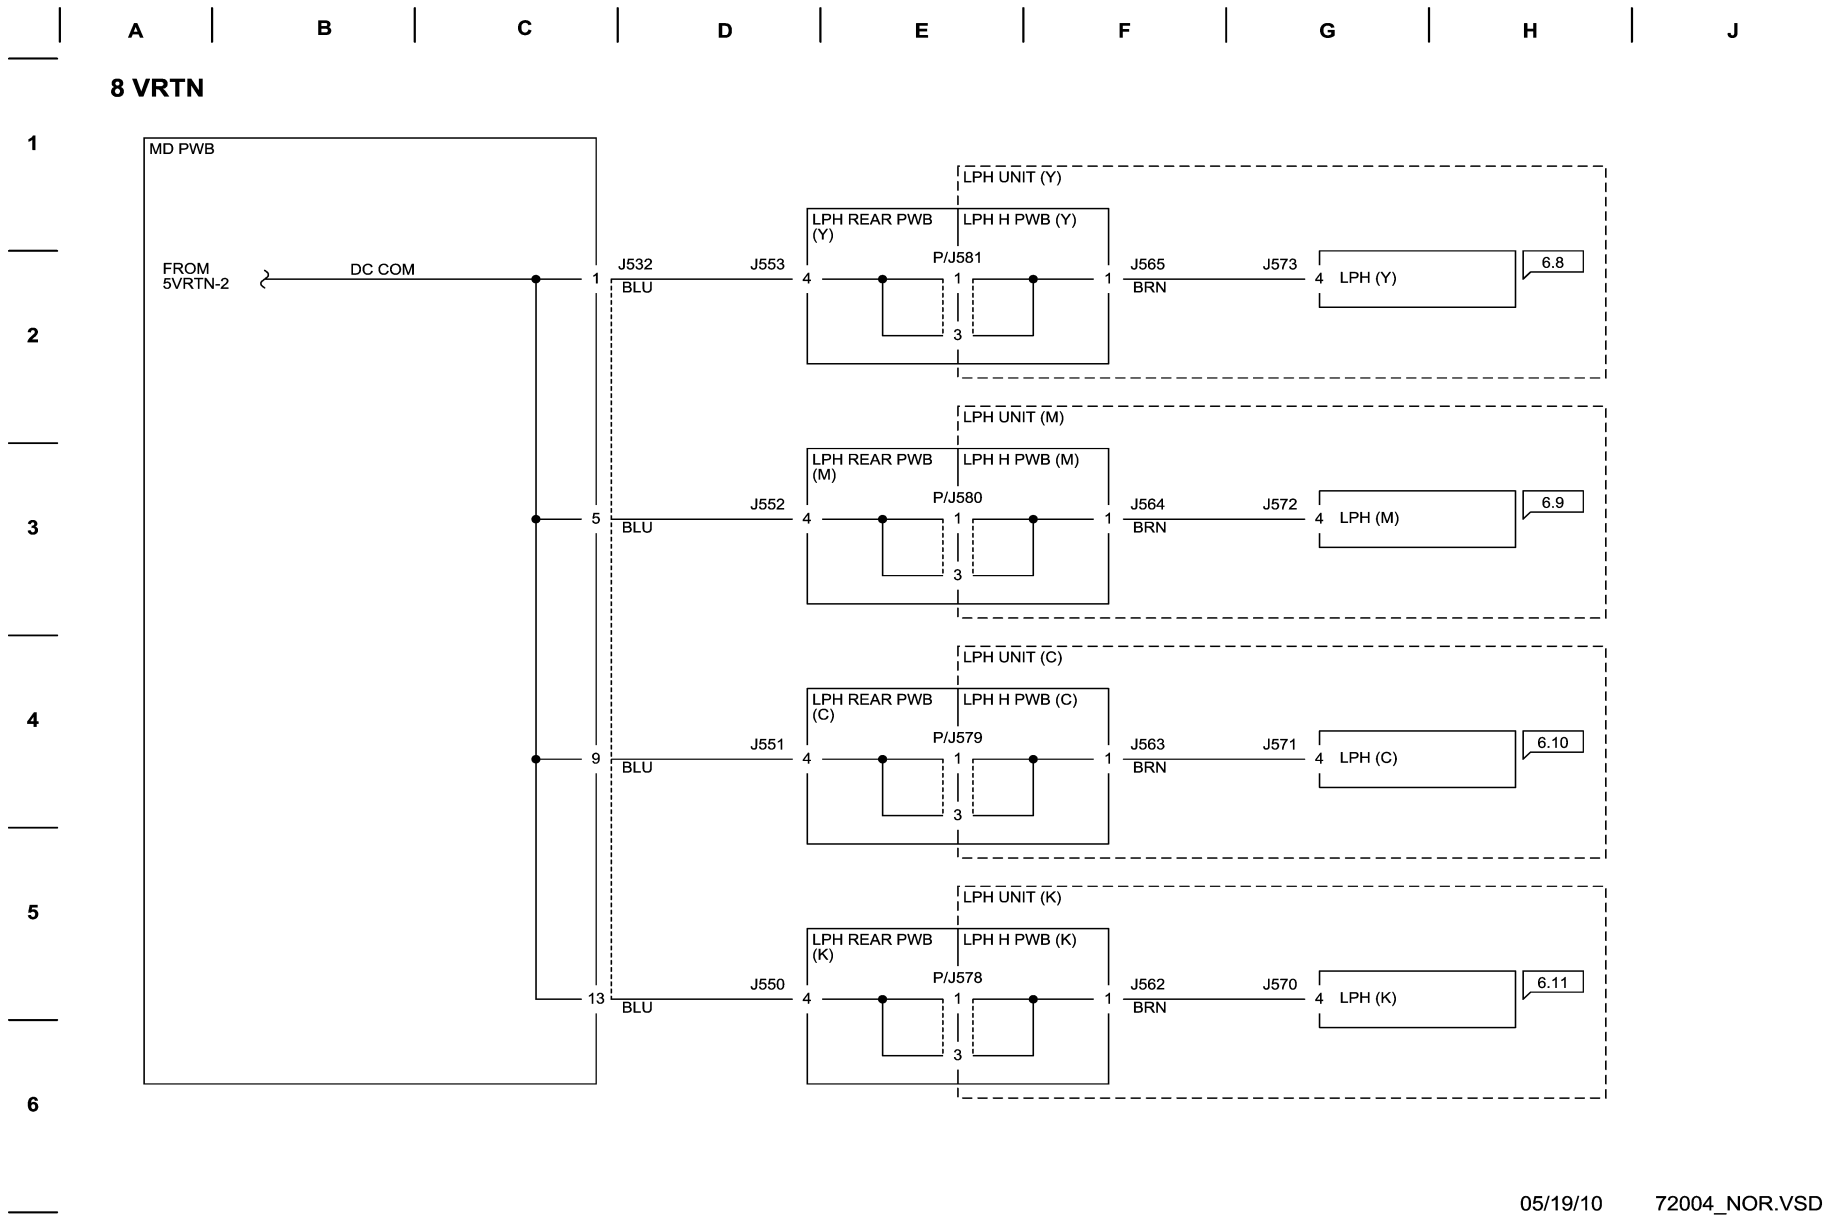 A B C D E F G H J
8 VRTN
1
MD PWB
LPH UNIT (Y)
LPH REAR PWB
(Y)
LPH H PWB (Y)
P/J581
FROM
5VRTN-2
DC COM
1
J532
BLU
J553
4
1
3
1
J565
BRN
J573
4
LPH (Y)
6.8
2
LPH UNIT (M)
LPH REAR PWB
(M)
LPH H PWB (M)
P/J580
5
BLU
J552
4
1
3
1
J564
BRN
J572
4
LPH (M)
6.9
3
LPH UNIT (C)
LPH REAR PWB
(C)
LPH H PWB (C)
P/J579
4
9
BLU
J551
4
1
3
1
J563
BRN
J571
4
LPH (C)
6.10
LPH UNIT (K)
5
LPH REAR PWB
(K)
LPH H PWB (K)
P/J578
13
BLU
J550
4
1
3
1
J562
BRN
J570
4
LPH (K)
6.11
6
05/19/10 72004_NOR.VSD